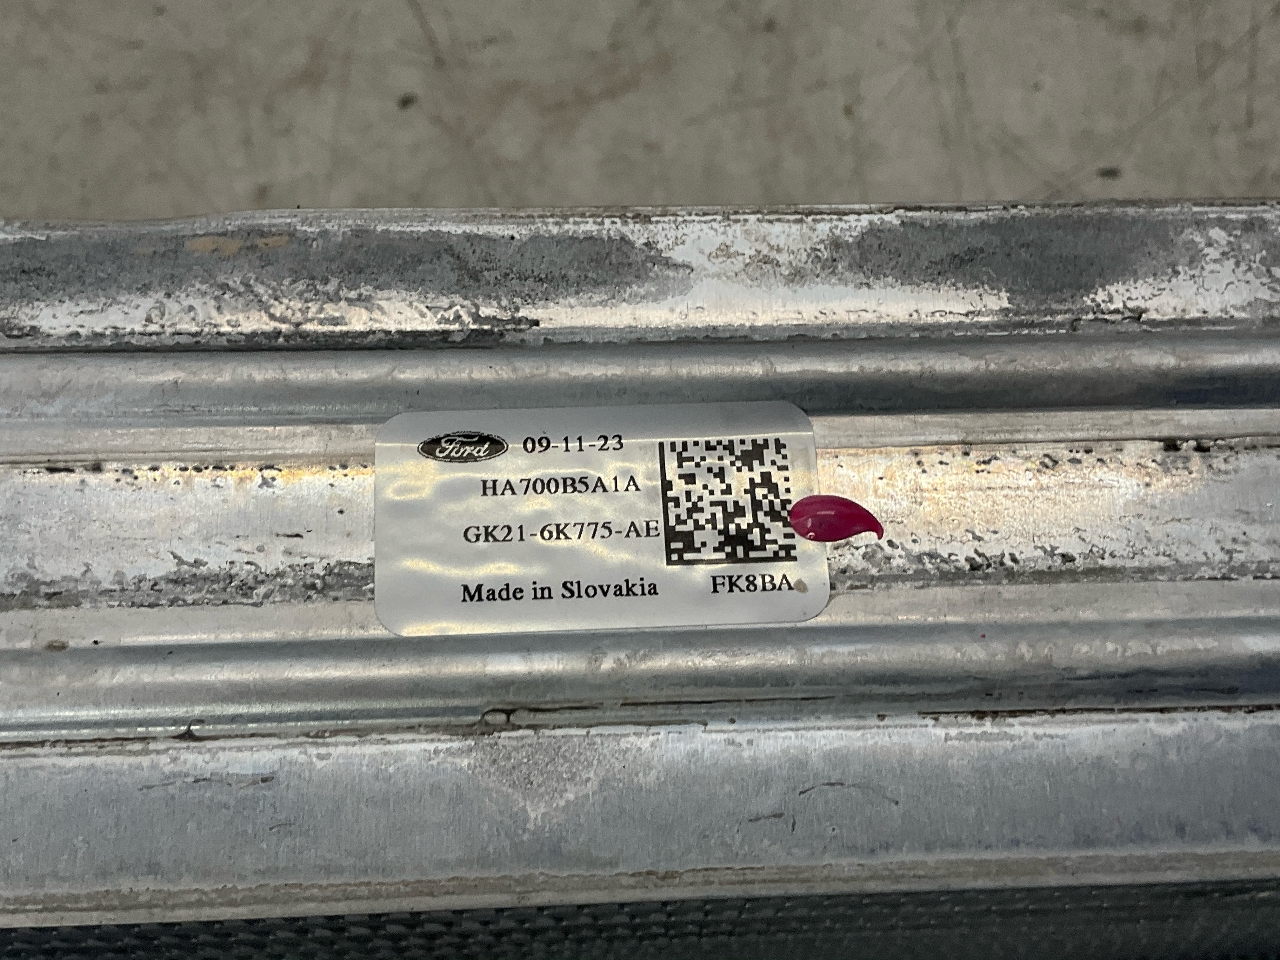 Ford 09-11-23
HA700B5A1A
GK21-6K775-AE
Made in Slovakia FK8BA